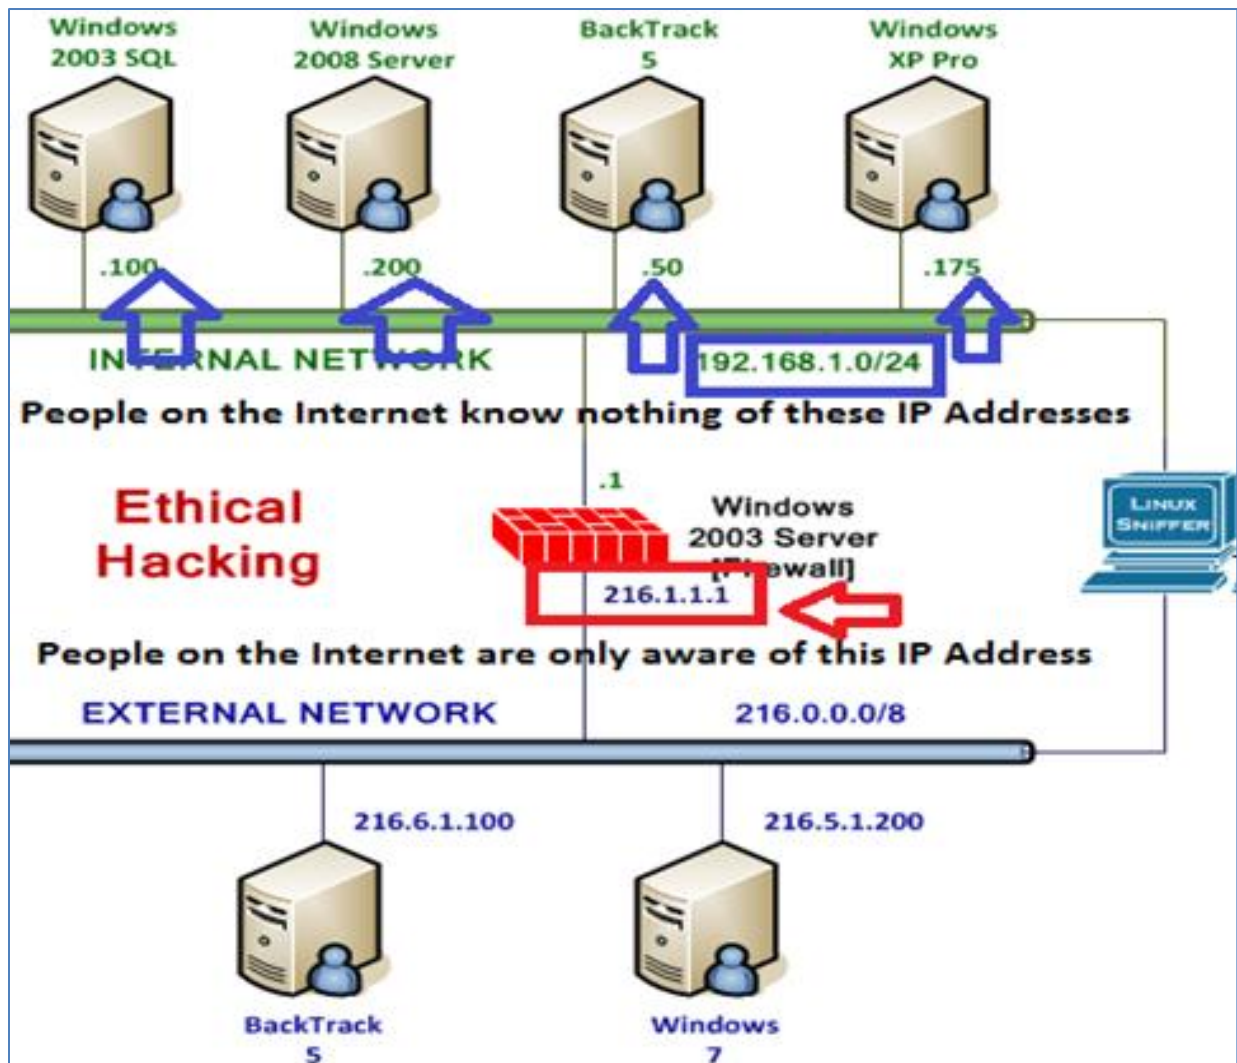 Windows
2003 SQL
Windows
2008 Server
BackTrack
5
Windows
XP Pro
.100
.200
.50
.175
INTERNAL NETWORK
192.168.1.0/24
People on the Internet know nothing of these IP Addresses
Ethical
Hacking
.1
Windows
2003 Server
[Firewall]
216.1.1.1
LINUX
SNIFFER
People on the Internet are only aware of this IP Address
EXTERNAL NETWORK
216.0.0.0/8
216.6.1.100
216.5.1.200
BackTrack
5
Windows
7